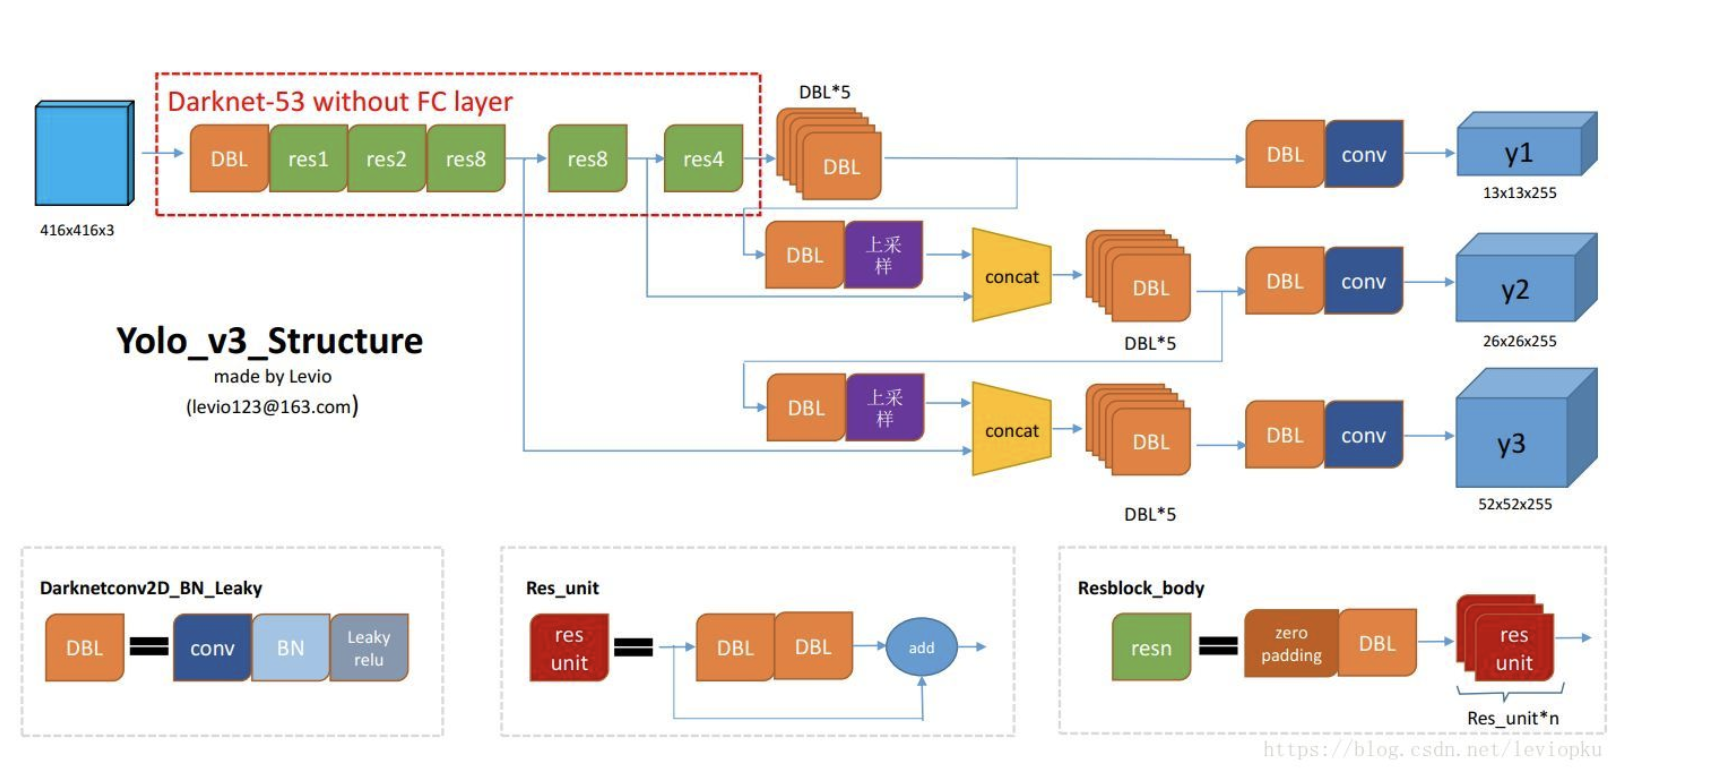 DBL*5
Darknet-53 without FC layer
DBL
res1
res2
res8
res8
res4
DBL
DBL
conv
y1
13x13x255
416x416x3
DBL
上采
样
concat
DBL
DBL*5
DBL
conv
y2
26x26x255
Yolo_v3_Structure
made by Levio
(levio123@163.com)
DBL
上采
样
concat
DBL
DBL*5
DBL
conv
y3
52x52x255
Darknetconv2D_BN_Leaky
DBL
conv
BN
Leaky
relu
Res_unit
res
unit
DBL
DBL
add
Resblock_body
resn
zero
padding
DBL
res
unit
Res_unit*n
https://blog.csdn.net/leviopku